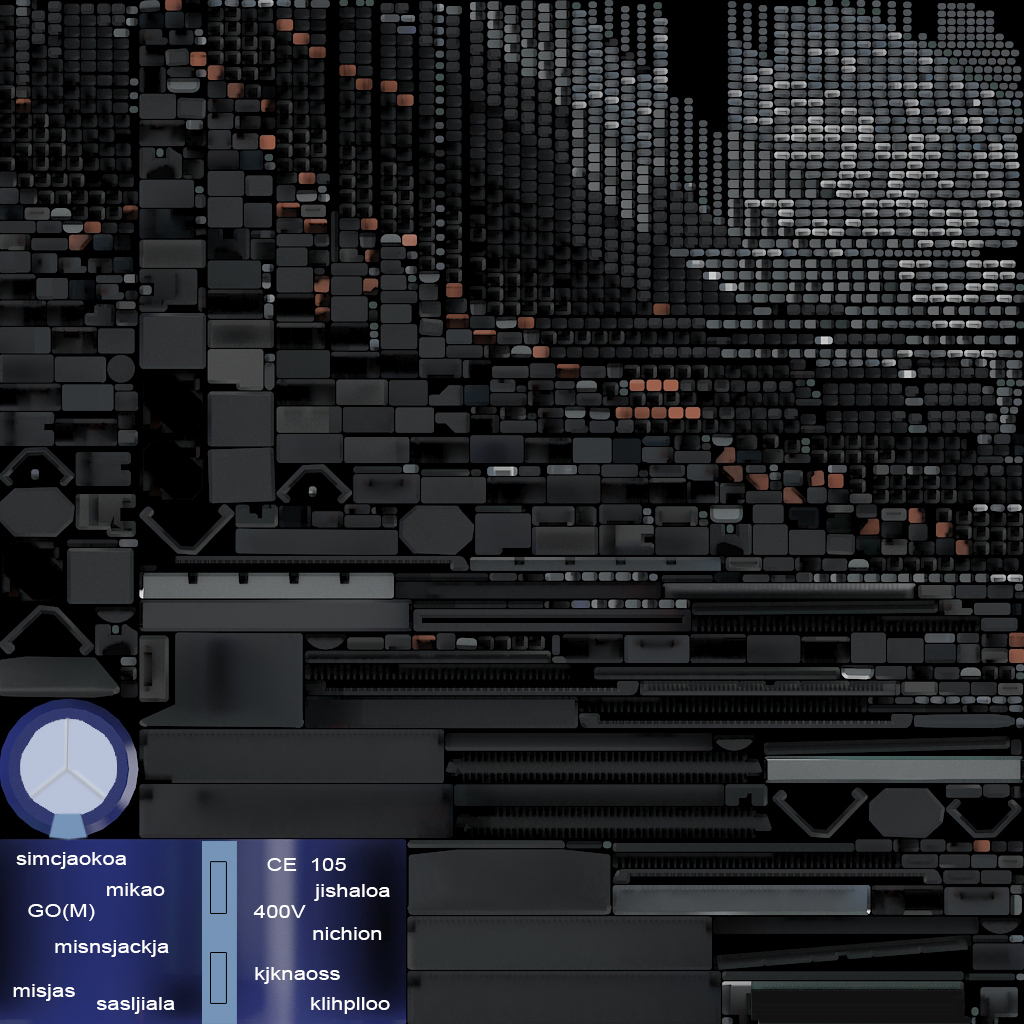 simcjaokoa
mikao
GO(M)
misnsjackja
misjas
sasljiala
CE 105
jishaloa
400V
nichion
kjknaoss
klihplloo